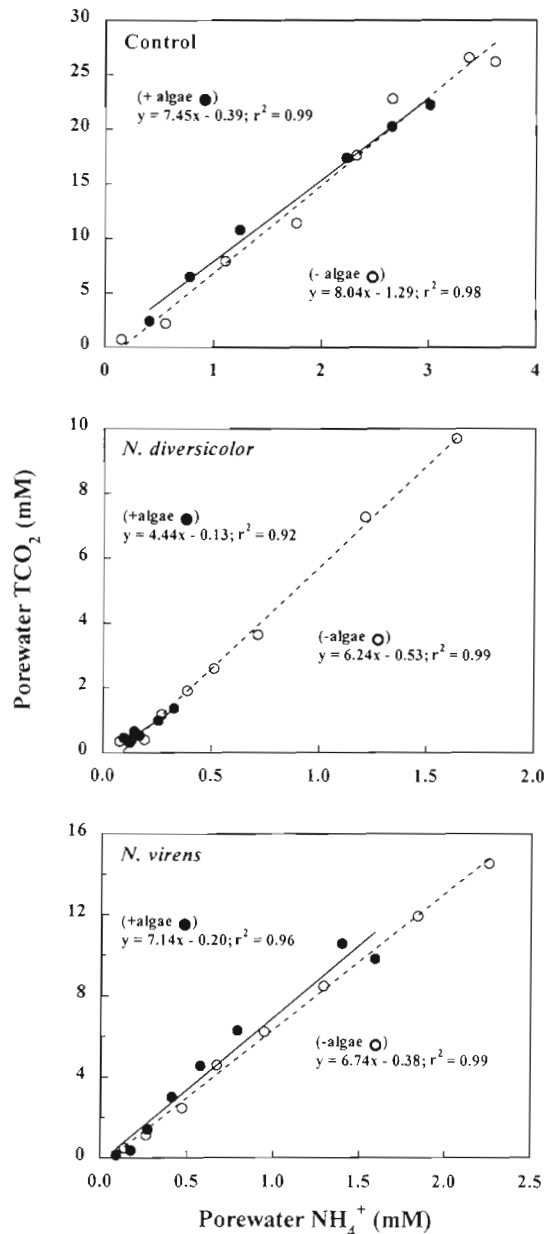 30
25
20
15
10
5
0
Control
(+ algae ●)
y = 7.45x - 0.39; r² = 0.99
(- algae O)
y = 8.04x - 1.29; r² = 0.98
0 1 2 3 4
Porewater TCO₂ (mM)
10
8
6
4
2
0
N. diversicolor
(+algae ●)
y = 4.44x - 0.13; r² = 0.92
(-algae O)
y = 6.24x - 0.53; r² = 0.99
0.0 0.5 1.0 1.5 2.0
16
12
8
4
0
N. virens
(+algae ●)
y = 7.14x - 0.20; r² = 0.96
(-algae O)
y = 6.74x - 0.38; r² = 0.99
0.0 0.5 1.0 1.5 2.0 2.5
Porewater NH₄⁺ (mM)